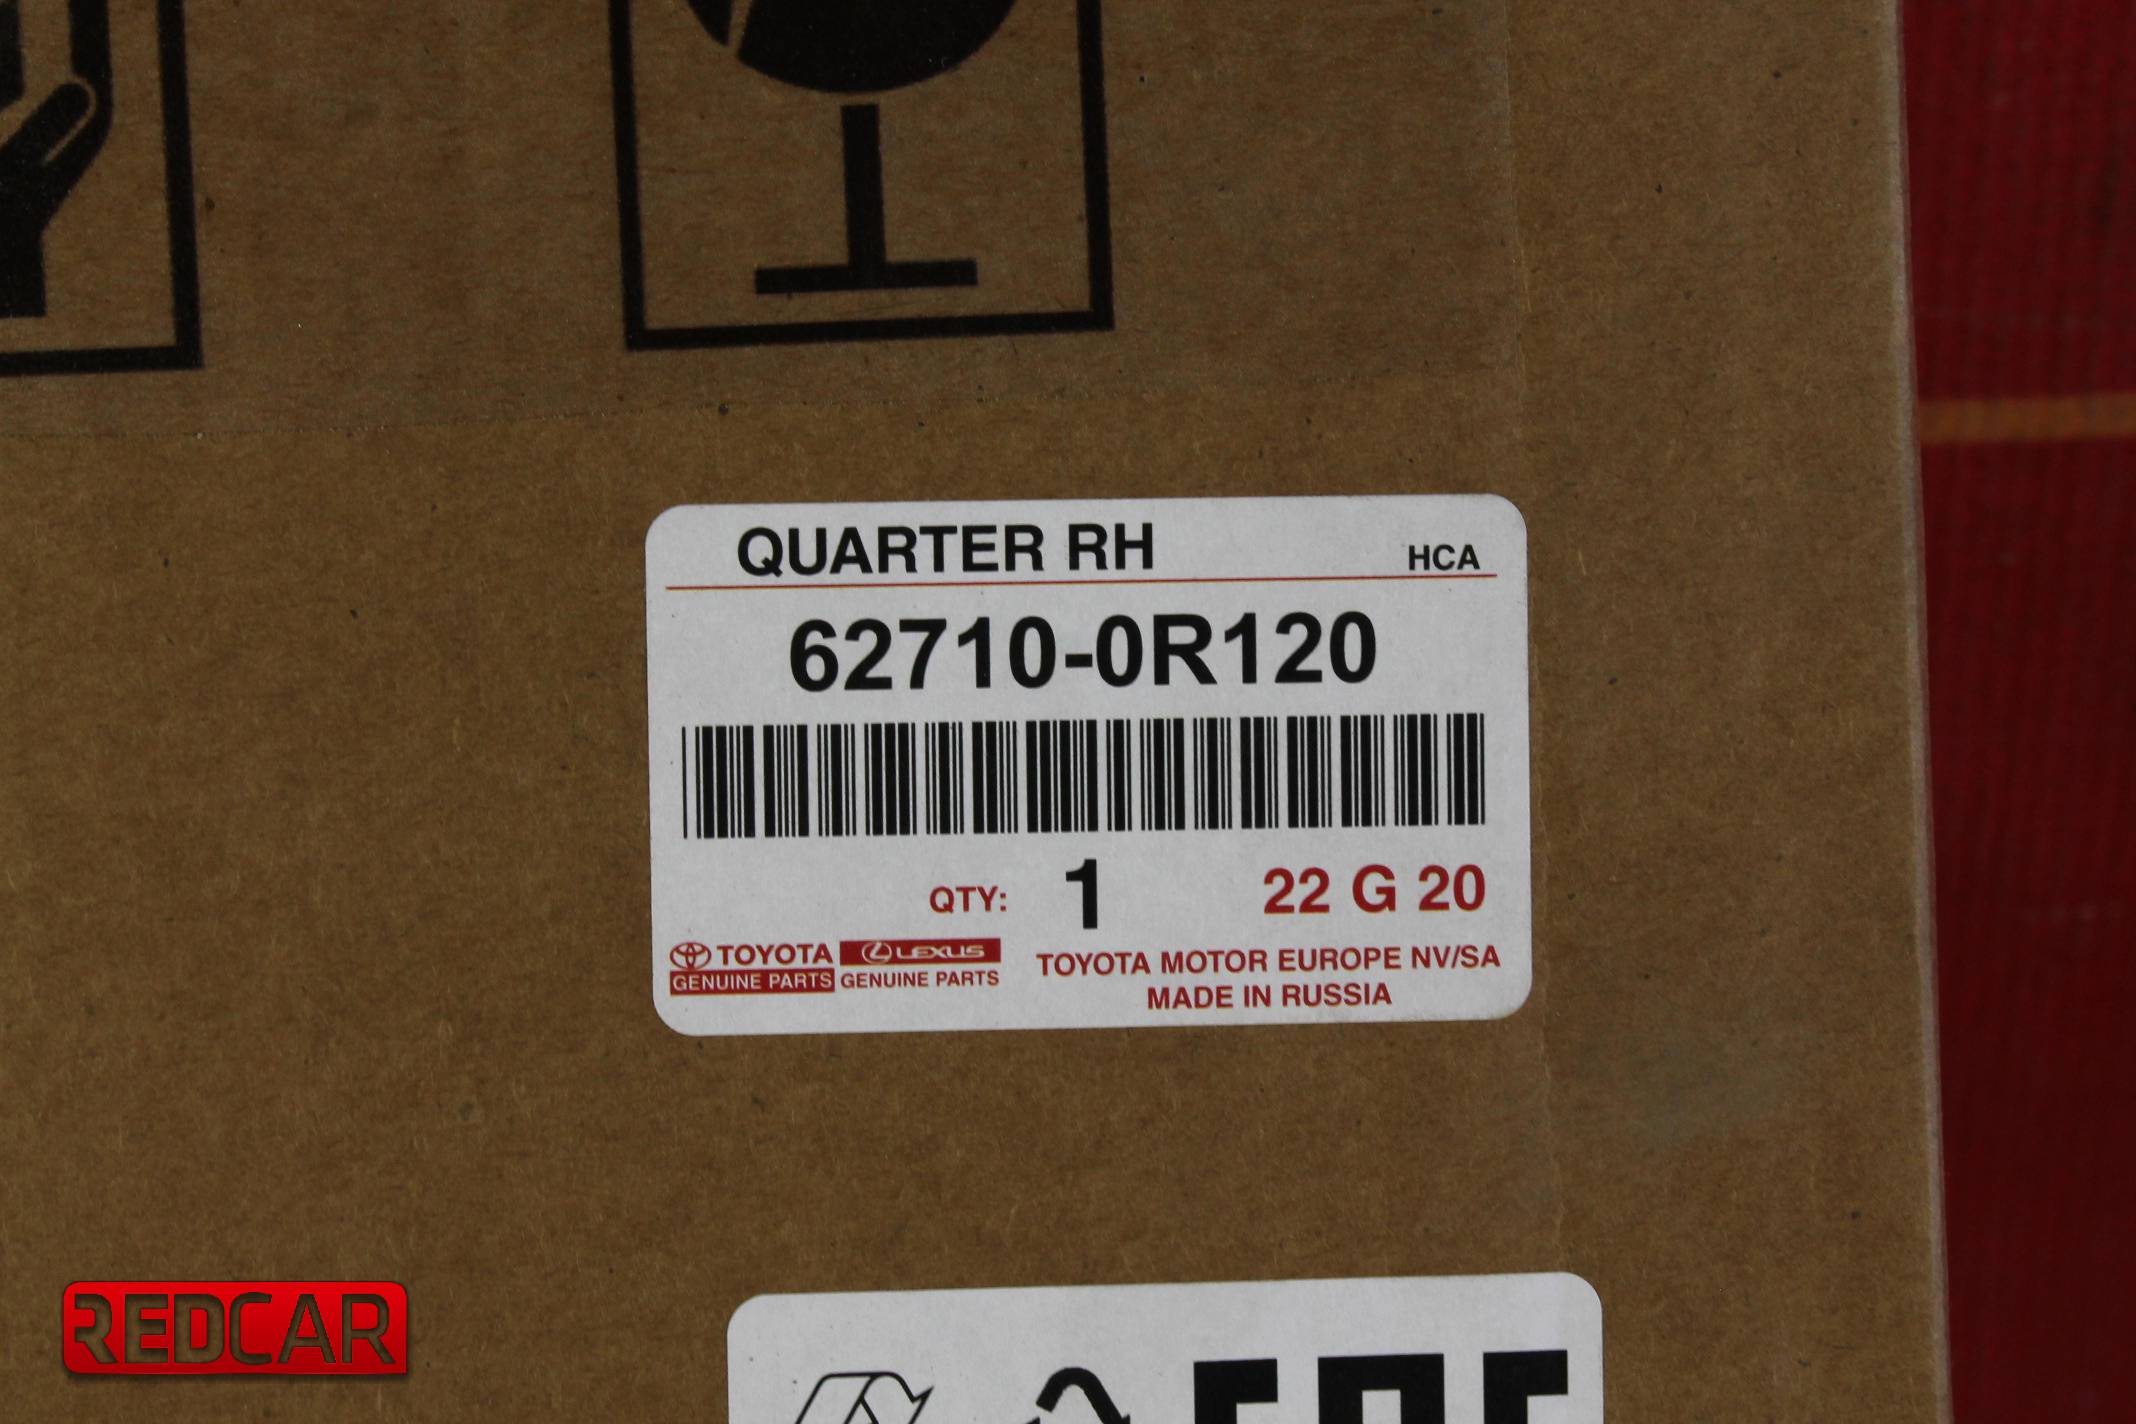 QUARTER RH HCA
62710-0R120
QTY: 1 22 G 20
TOYOTA LEXUS
GENUINE PARTS GENUINE PARTS
TOYOTA MOTOR EUROPE NV/SA
MADE IN RUSSIA
REDCAR